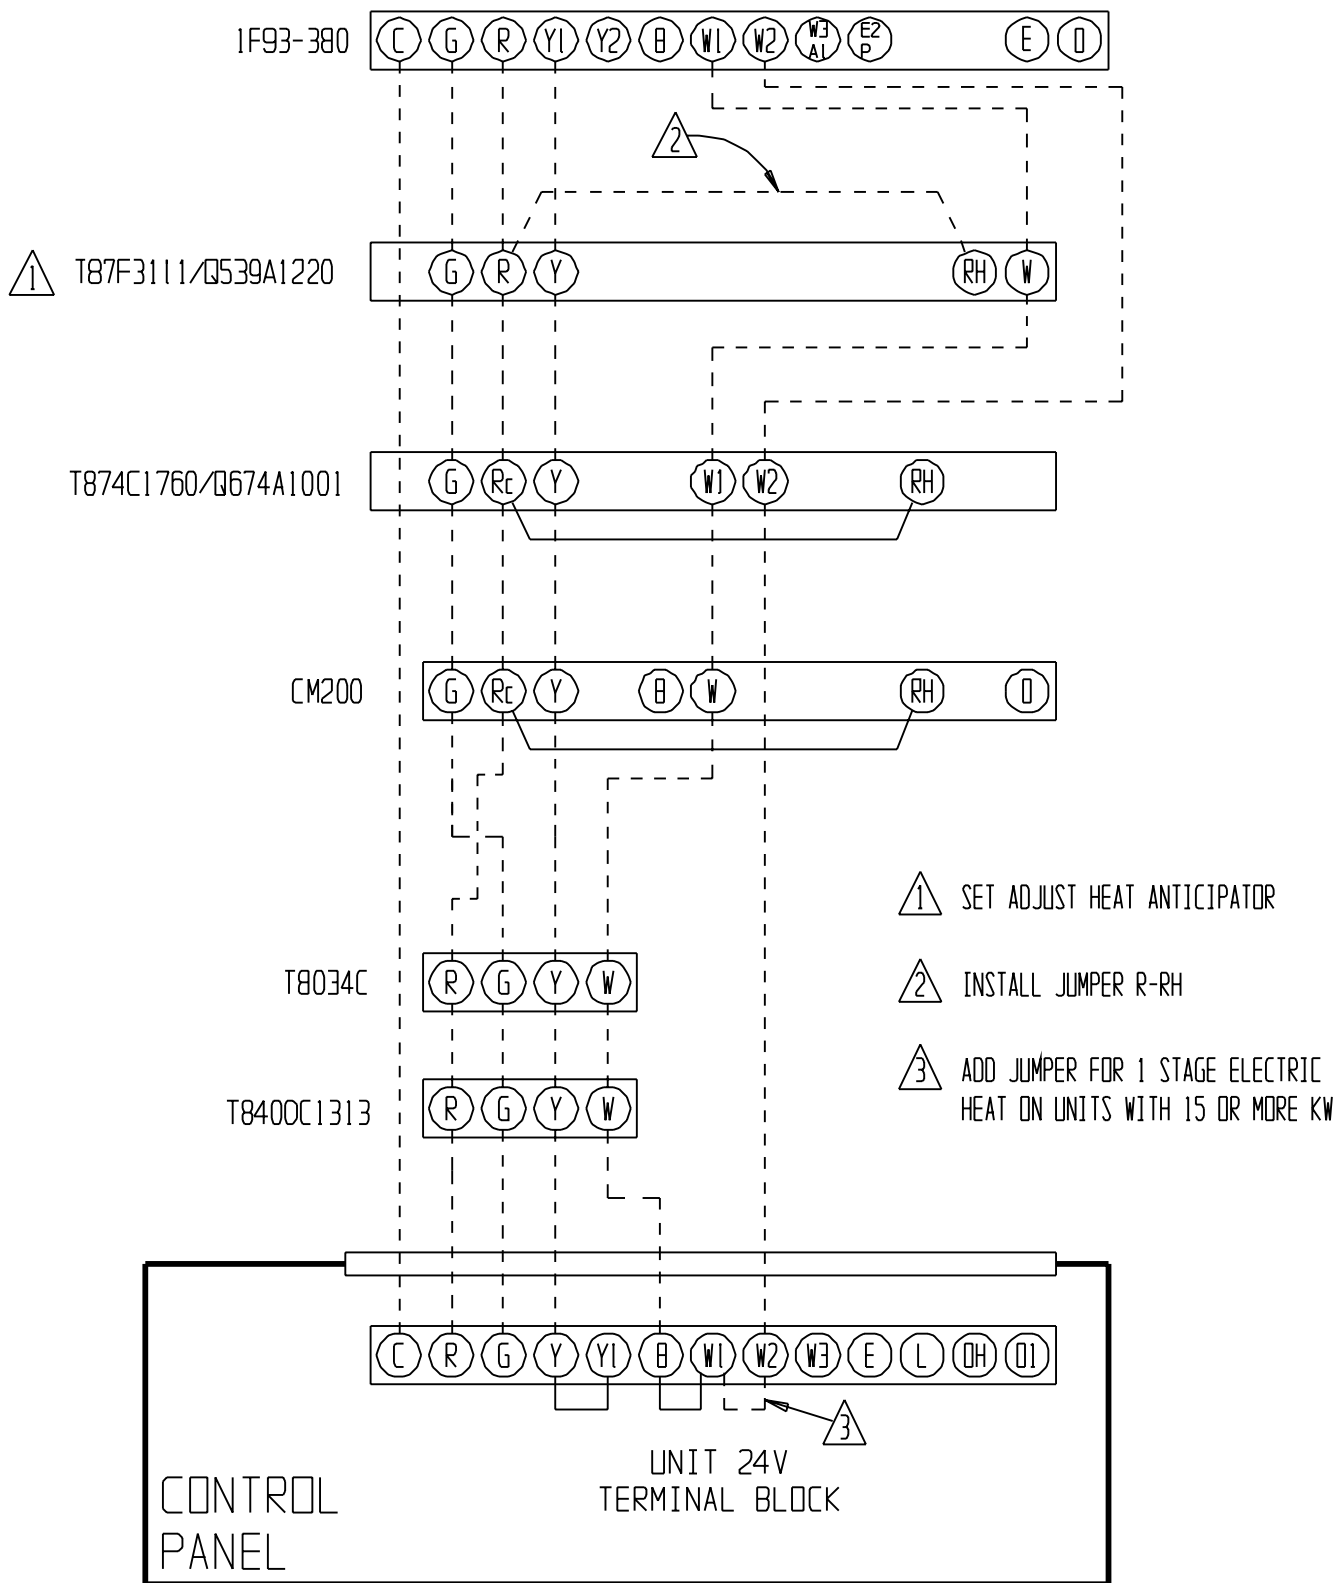 1F93-380 C G R Y1 Y2 B W1 W2 W3 A1 E2 P E O
2
1 T87F3111/Q539A1220 G R Y RH W
T874C1760/Q674A1001 G Rc Y W1 W2 RH
CM200 G Rc Y B W RH O
1 SET ADJUST HEAT ANTICIPATOR
T8034C R G Y W
2 INSTALL JUMPER R-RH
3 ADD JUMPER FOR 1 STAGE ELECTRIC
HEAT ON UNITS WITH 15 OR MORE KW
T8400C1313 R G Y W
C R G Y Y1 B W1 W2 W3 E L OH O1
3
UNIT 24V
TERMINAL BLOCK
CONTROL
PANEL